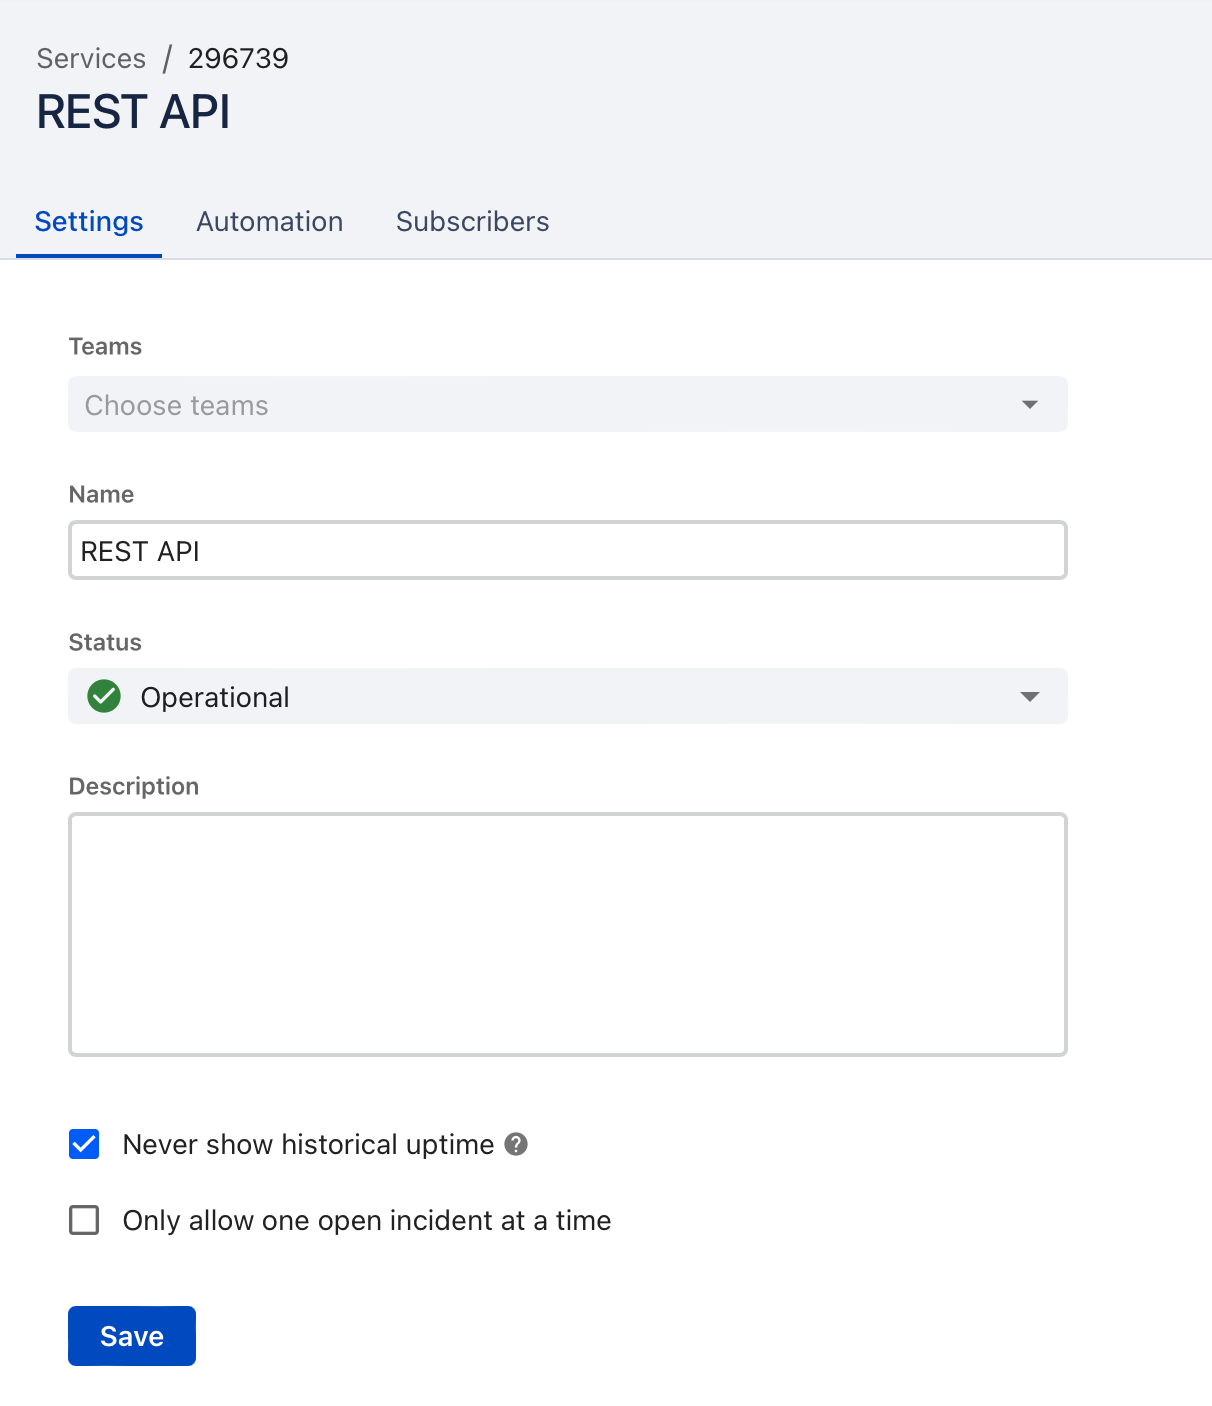 Services / 296739
REST API
Settings Automation Subscribers
Teams
Choose teams
Name
REST API
Status
Operational
Description
Never show historical uptime ?
Only allow one open incident at a time
Save